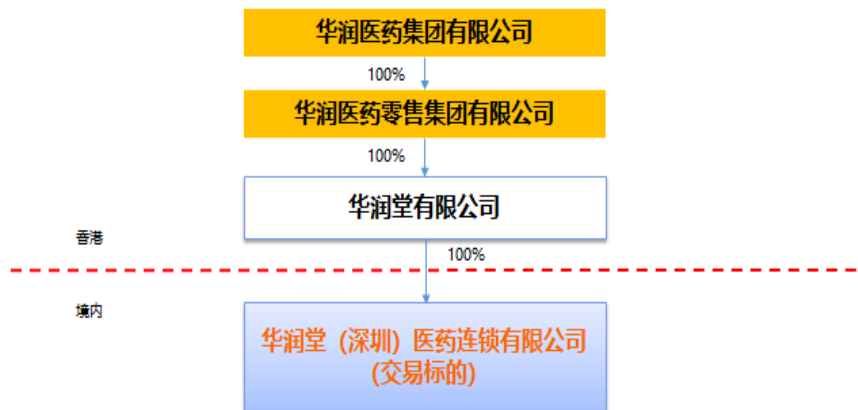 华润医药集团有限公司
100%
华润医药零售集团有限公司
100%
华润堂有限公司
香港
100%
境内
华润堂（深圳）医药连锁有限公司
(交易标的)